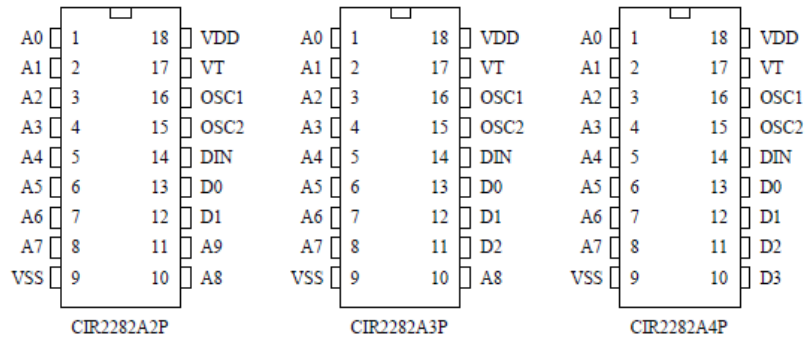 A0 1 18 VDD A0 1 18 VDD A0 1 18 VDD
A1 2 17 VT A1 2 17 VT A1 2 17 VT
A2 3 16 OSC1 A2 3 16 OSC1 A2 3 16 OSC1
A3 4 15 OSC2 A3 4 15 OSC2 A3 4 15 OSC2
A4 5 14 DIN A4 5 14 DIN A4 5 14 DIN
A5 6 13 D0 A5 6 13 D0 A5 6 13 D0
A6 7 12 D1 A6 7 12 D1 A6 7 12 D1
A7 8 11 A9 A7 8 11 D2 A7 8 11 D2
VSS 9 10 A8 VSS 9 10 A8 VSS 9 10 D3
CIR2282A2P CIR2282A3P CIR2282A4P